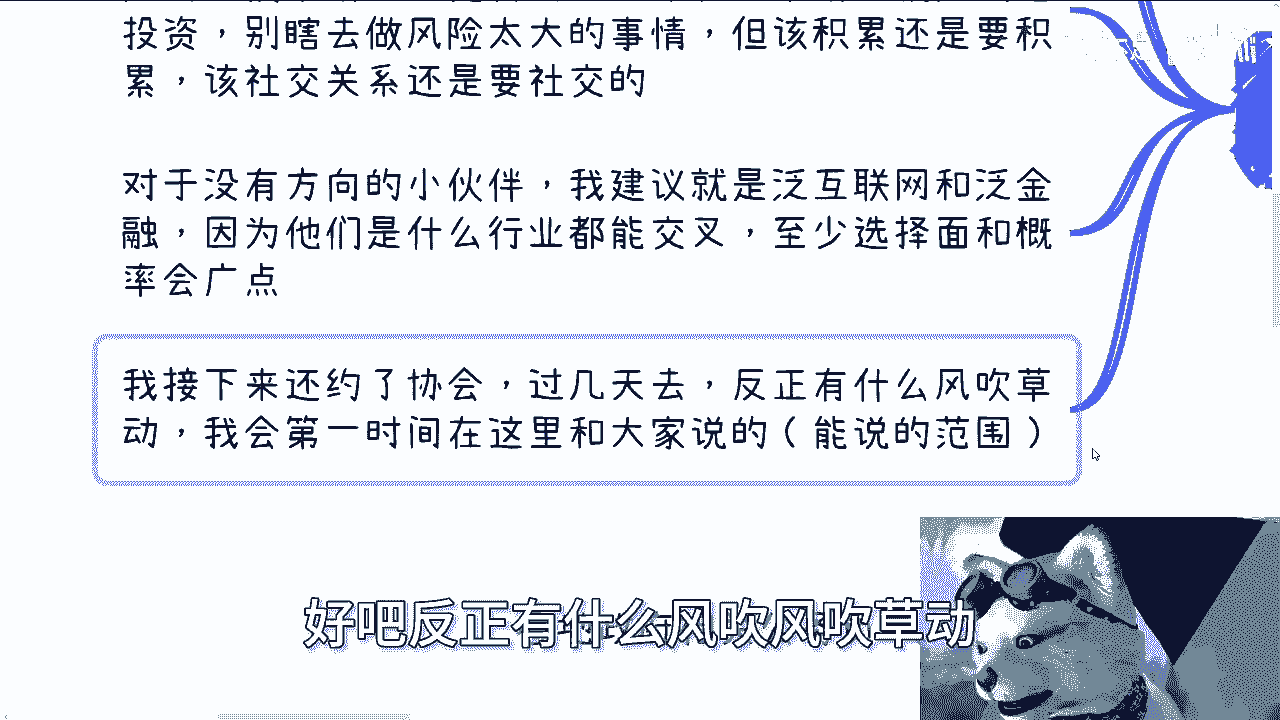 投资，别瞎去做风险太大的事情，但该积累还是要积
累，该社交关系还是要社交的
对于没有方向的小伙伴，我建议就是泛互联网和泛金
融，因为他们是什么行业都能交叉，至少选择面和概
率会广点
我接下来还约了协会，过几天去，反正有什么风吹草
动，我会第一时间在这里和大家说的（能说的范围）
好吧反正有什么风吹风吹草动